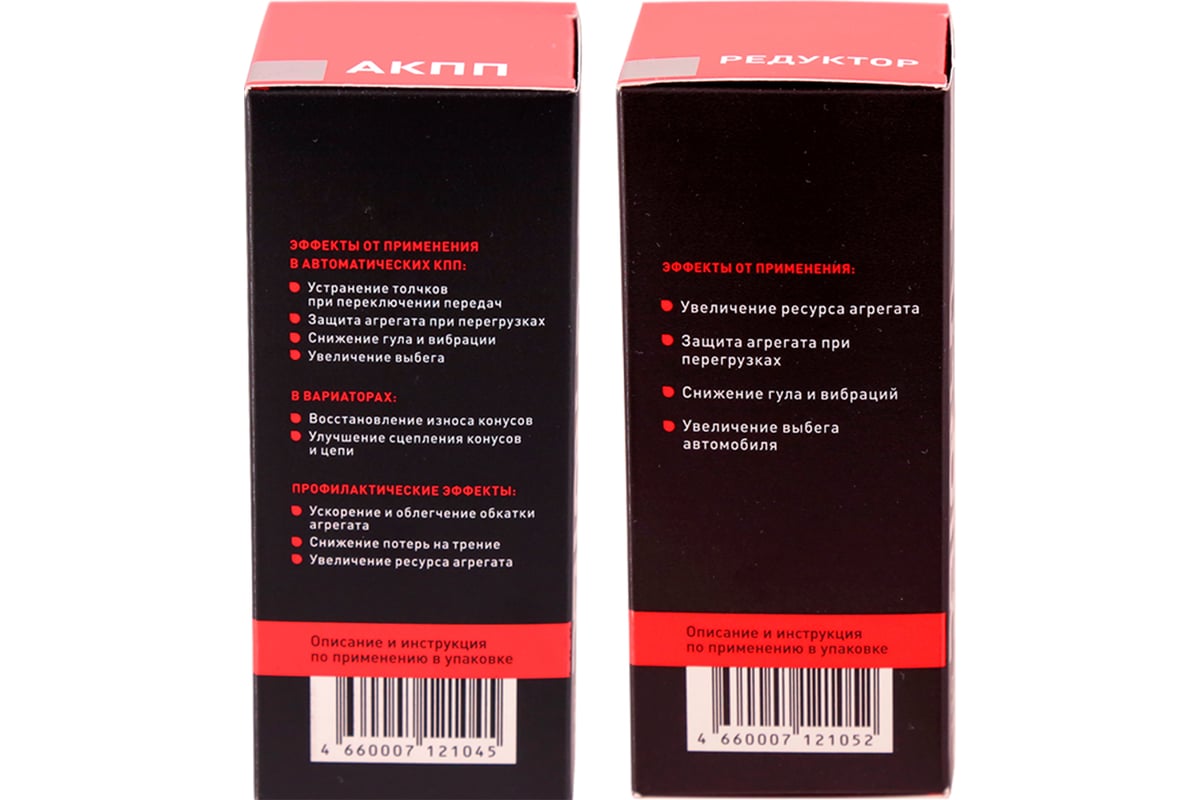 АКПП
ЭФФЕКТЫ ОТ ПРИМЕНЕНИЯ
В АВТОМАТИЧЕСКИХ КПП:
Устранение толчков
при переключении передач
Защита агрегата при перегрузках
Снижение гула и вибрации
Увеличение выбега
В ВАРИАТОРАХ:
Восстановление износа конусов
Улучшение сцепления конусов
и цепи
ПРОФИЛАКТИЧЕСКИЕ ЭФФЕКТЫ:
Ускорение и облегчение обкатки
агрегата
Снижение потерь на трение
Увеличение ресурса агрегата
Описание и инструкция
по применению в упаковке
4 660007 121045
РЕДУКТОР
ЭФФЕКТЫ ОТ ПРИМЕНЕНИЯ:
Увеличение ресурса агрегата
Защита агрегата при
перегрузках
Снижение гула и вибраций
Увеличение выбега
автомобиля
Описание и инструкция
по применению в упаковке
4 660007 121052